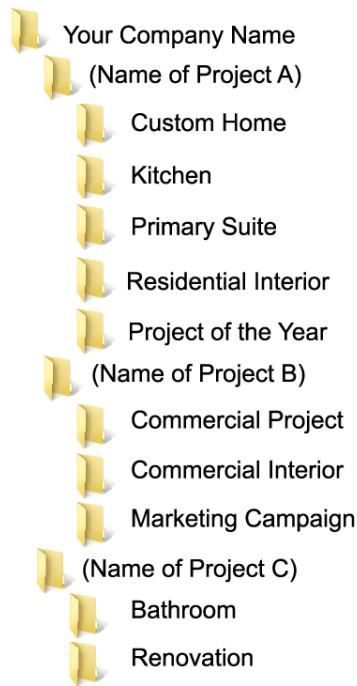 Your Company Name
(Name of Project A)
Custom Home
Kitchen
Primary Suite
Residential Interior
Project of the Year
(Name of Project B)
Commercial Project
Commercial Interior
Marketing Campaign
(Name of Project C)
Bathroom
Renovation